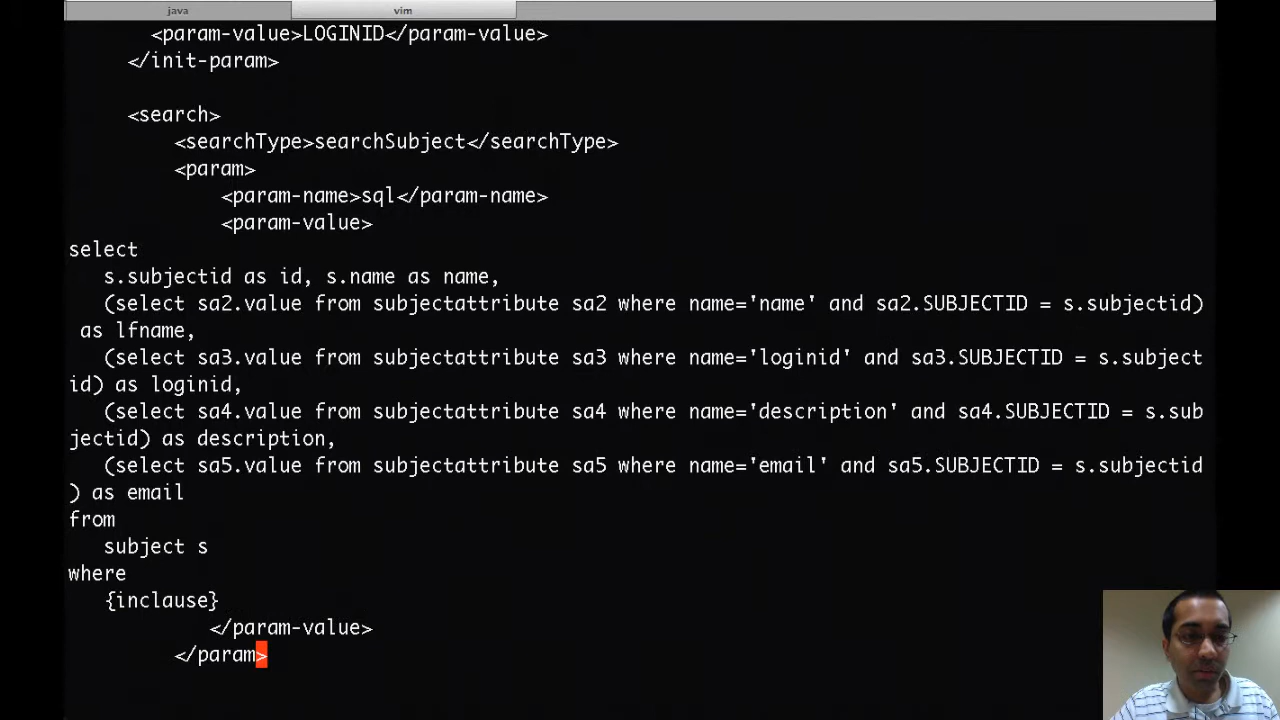 java vim
<param-value>LOGINID</param-value>
</init-param>
<search>
<searchType>searchSubject</searchType>
<param>
<param-name>sql</param-name>
<param-value>
select
s.subjectid as id, s.name as name,
(select sa2.value from subjectattribute sa2 where name='name' and sa2.SUBJECTID = s.subjectid)
as lfname,
(select sa3.value from subjectattribute sa3 where name='loginid' and sa3.SUBJECTID = s.subject
id) as loginid,
(select sa4.value from subjectattribute sa4 where name='description' and sa4.SUBJECTID = s.sub
jectid) as description,
(select sa5.value from subjectattribute sa5 where name='email' and sa5.SUBJECTID = s.subjectid
) as email
from
subject s
where
{inclause}
</param-value>
</param>